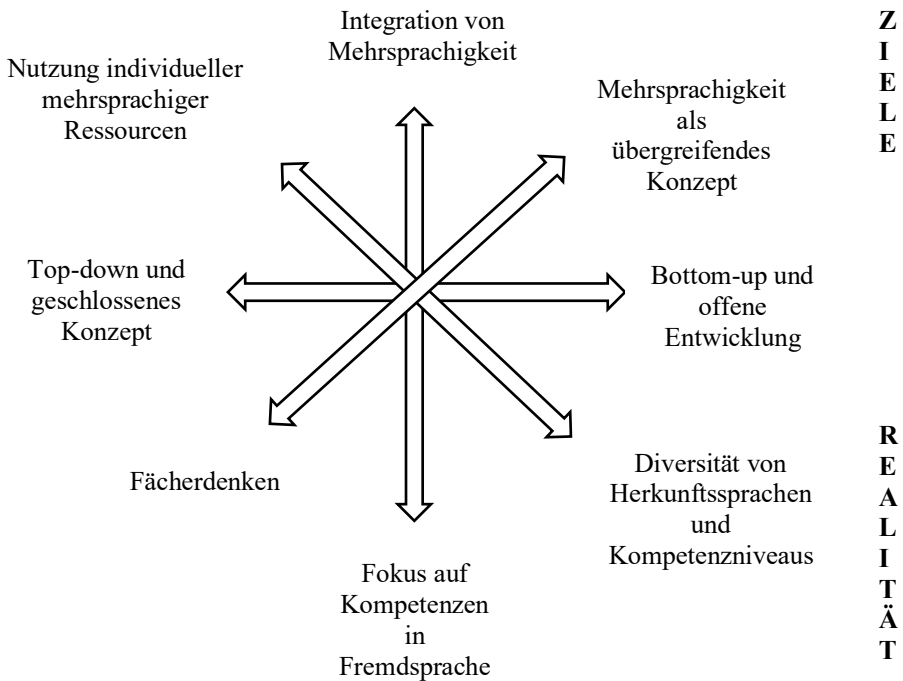 Integration von
Mehrsprachigkeit
Nutzung individueller
mehrsprachiger
Ressourcen
Mehrsprachigkeit
als
übergreifendes
Konzept
Top-down und
geschlossenes
Konzept
Bottom-up und
offene
Entwicklung
Fächerdenken
Diversität von
Herkunftssprachen
und
Kompetenzniveaus
Fokus auf
Kompetenzen
in
Fremdsprache
Z
I
E
L
E
R
E
A
L
I
T
Ä
T